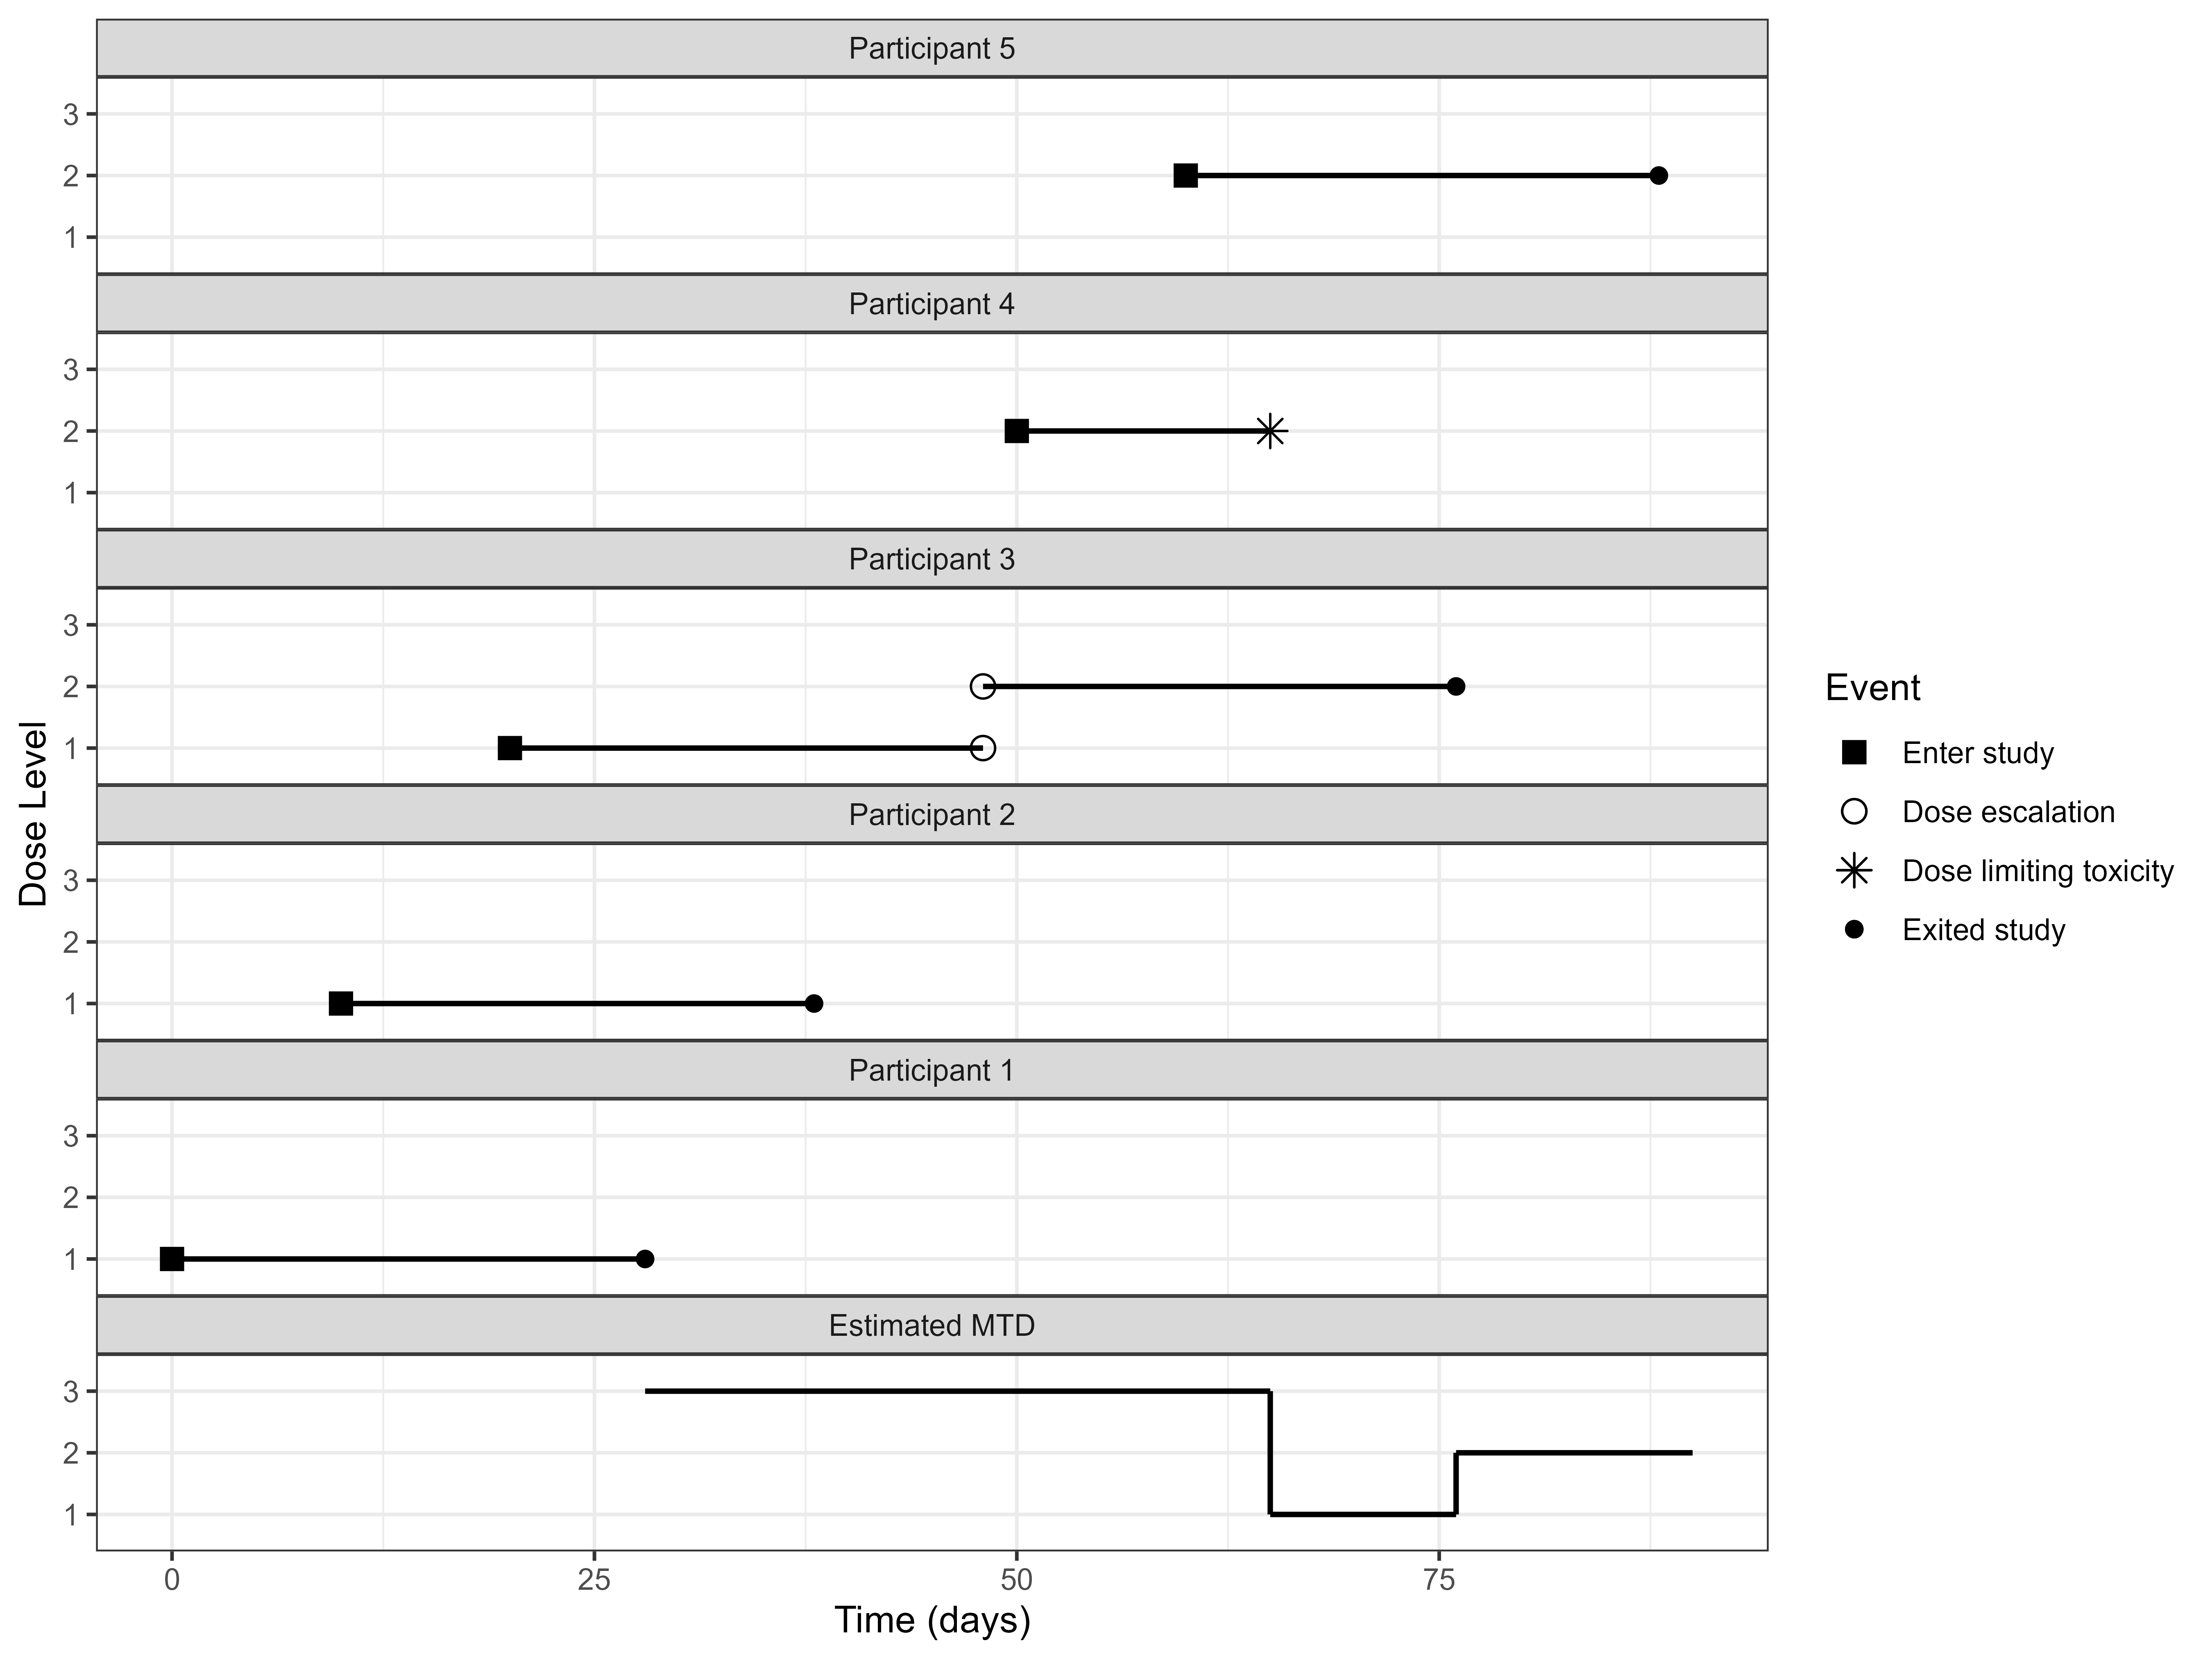 Participant 5
3
2
1
Participant 4
3
2
1
Participant 3
3
2
1
Participant 2
3
2
1
Participant 1
3
2
1
Estimated MTD
3
2
1
0 25 50 75
Time (days)
Dose Level
Event
Enter study
Dose escalation
Dose limiting toxicity
Exited study